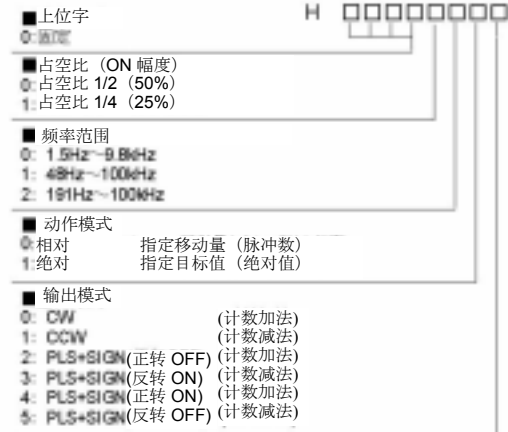 ■上位字 H □□□□□□□□
0:固定
■占空比（ON 幅度）
0:占空比 1/2（50%）
1:占空比 1/4（25%）
■ 频率范围
0: 1.5Hz~9.8kHz
1: 48Hz~100kHz
2: 191Hz~100kHz
■ 动作模式
0:相对 指定移动量（脉冲数）
1:绝对 指定目标值（绝对值）
■ 输出模式
0: CW (计数加法)
1: CCW (计数减法)
2: PLS+SIGN(正转 OFF) (计数加法)
3: PLS+SIGN(反转 ON) (计数减法)
4: PLS+SIGN(正转 ON) (计数加法)
5: PLS+SIGN(反转 OFF) (计数减法)